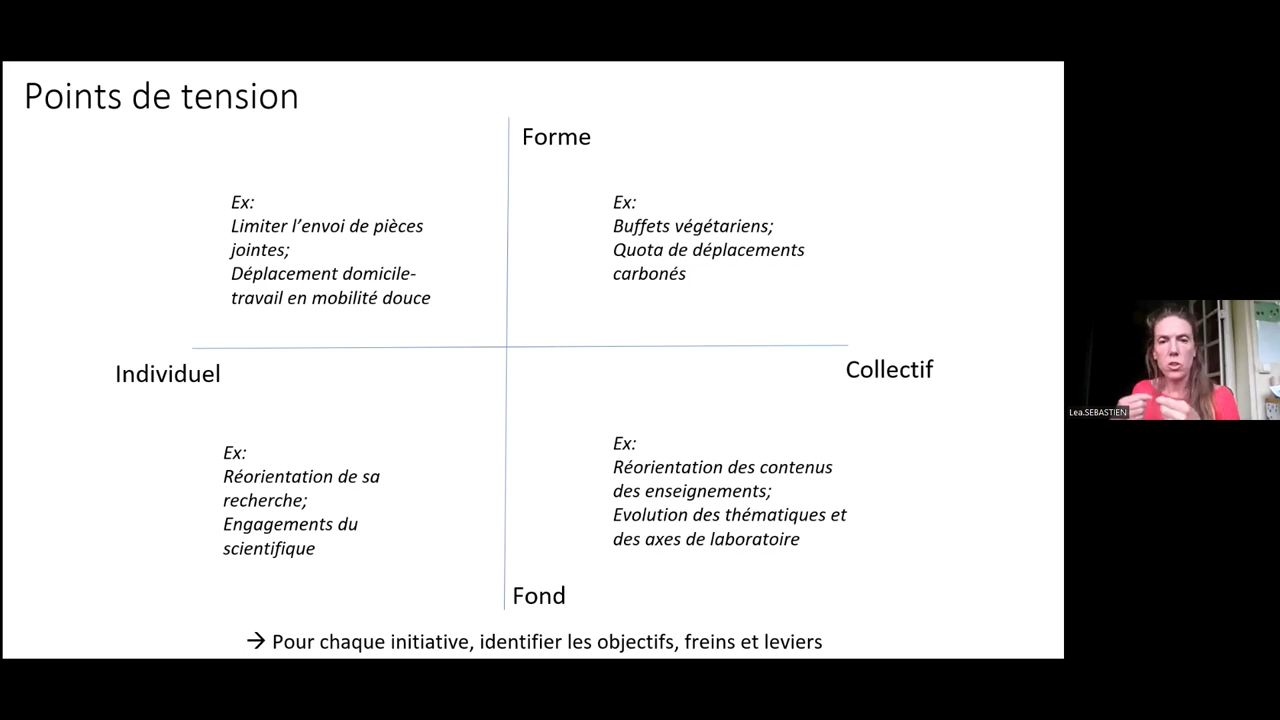 Points de tension
Forme
Ex:
Limiter l’envoi de pièces
jointes;
Déplacement domicile-
travail en mobilité douce
Ex:
Buffets végétariens;
Quota de déplacements
carbonés
Individuel
Collectif
Ex:
Réorientation de sa
recherche;
Engagements du
scientifique
Ex:
Réorientation des contenus
des enseignements;
Evolution des thématiques et
des axes de laboratoire
Fond
→ Pour chaque initiative, identifier les objectifs, freins et leviers
Lea.SEBASTIEN